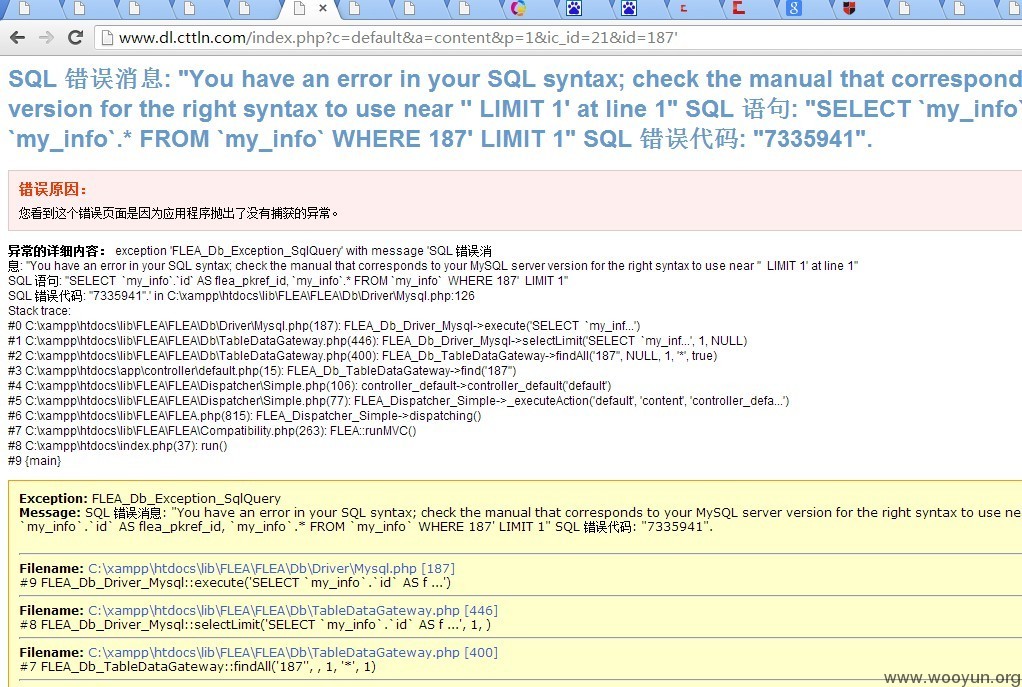 www.dl.cttln.com/index.php?c=default&a=content&p=1&ic_id=21&id=187'
SQL 错误消息: "You have an error in your SQL syntax; check the manual that correspond
version for the right syntax to use near '' LIMIT 1' at line 1" SQL 语句: "SELECT `my_info`
`my_info`.* FROM `my_info` WHERE 187' LIMIT 1" SQL 错误代码: "7335941".
错误原因:
您看到这个错误页面是因为应用程序抛出了没有捕获的异常。
异常的详细内容: exception 'FLEA_Db_Exception_SqlQuery' with message 'SQL 错误消
息: "You have an error in your SQL syntax; check the manual that corresponds to your MySQL server version for the right syntax to use near '' LIMIT 1' at line 1"
SQL 语句: "SELECT `my_info`.`id` AS flea_pkref_id, `my_info`.* FROM `my_info` WHERE 187' LIMIT 1"
SQL 错误代码: "7335941".' in C:\xampp\htdocs\lib\FLEA\FLEA\Db\Driver\Mysql.php:126
Stack trace:
#0 C:\xampp\htdocs\lib\FLEA\FLEA\Db\Driver\Mysql.php(187): FLEA_Db_Driver_Mysql->execute('SELECT `my_inf...')
#1 C:\xampp\htdocs\lib\FLEA\FLEA\Db\TableDataGateway.php(446): FLEA_Db_Driver_Mysql->selectLimit('SELECT `my_inf...', 1, NULL)
#2 C:\xampp\htdocs\lib\FLEA\FLEA\Db\TableDataGateway.php(400): FLEA_Db_TableDataGateway->findAll('187'', NULL, 1, '*', true)
#3 C:\xampp\htdocs\app\controller\default.php(15): FLEA_Db_TableDataGateway->find('187'')
#4 C:\xampp\htdocs\lib\FLEA\FLEA\Dispatcher\Simple.php(106): controller_default->controller_default('default')
#5 C:\xampp\htdocs\lib\FLEA\FLEA\Dispatcher\Simple.php(77): FLEA_Dispatcher_Simple->_executeAction('default', 'content', 'controller_defa...')
#6 C:\xampp\htdocs\lib\FLEA\FLEA.php(815): FLEA_Dispatcher_Simple->dispatching()
#7 C:\xampp\htdocs\lib\FLEA\FLEA\Compatibility.php(263): FLEA::runMVC()
#8 C:\xampp\htdocs\index.php(37): run()
#9 {main}
Exception: FLEA_Db_Exception_SqlQuery
Message: SQL 错误消息: "You have an error in your SQL syntax; check the manual that corresponds to your MySQL server version for the right syntax to use ne
`my_info`.`id` AS flea_pkref_id, `my_info`.* FROM `my_info` WHERE 187' LIMIT 1" SQL 错误代码: "7335941".
Filename: C:\xampp\htdocs\lib\FLEA\FLEA\Db\Driver\Mysql.php [187]
#9 FLEA_Db_Driver_Mysql::execute('SELECT `my_info`.`id` AS f ...')
Filename: C:\xampp\htdocs\lib\FLEA\FLEA\Db\TableDataGateway.php [446]
#8 FLEA_Db_Driver_Mysql::selectLimit('SELECT `my_info`.`id` AS f ...', 1, )
Filename: C:\xampp\htdocs\lib\FLEA\FLEA\Db\TableDataGateway.php [400]
#7 FLEA_Db_TableDataGateway::findAll('187'', , 1, '*', 1)
www.wooyun.org